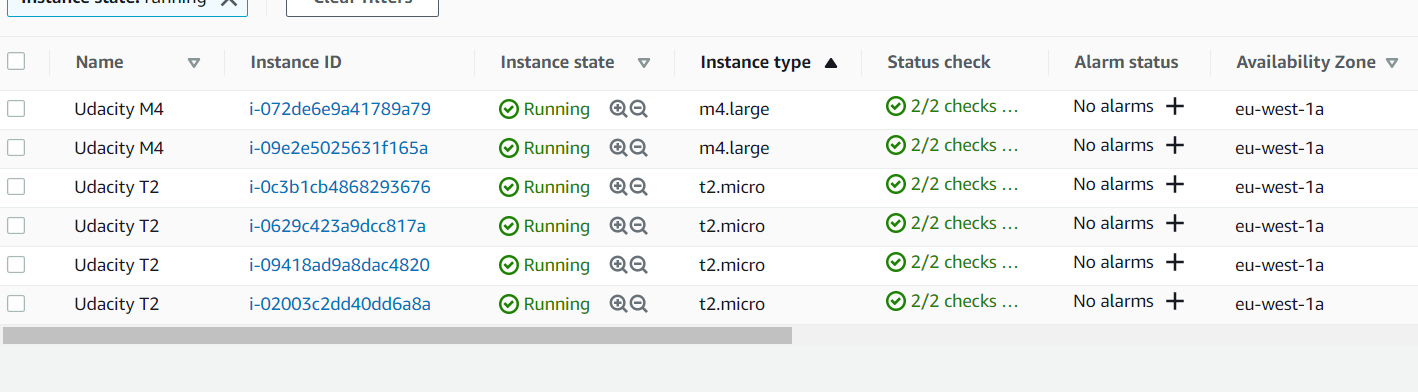 Instance state: running Clear filters
Name Instance ID Instance state Instance type Status check Alarm status Availability Zone
Udacity M4 i-072de6e9a41789a79 Running m4.large 2/2 checks … No alarms + eu-west-1a
Udacity M4 i-09e2e5025631f165a Running m4.large 2/2 checks … No alarms + eu-west-1a
Udacity T2 i-0c3b1cb4868293676 Running t2.micro 2/2 checks … No alarms + eu-west-1a
Udacity T2 i-0629c423a9dcc817a Running t2.micro 2/2 checks … No alarms + eu-west-1a
Udacity T2 i-09418ad9a8dac4820 Running t2.micro 2/2 checks … No alarms + eu-west-1a
Udacity T2 i-02003c2dd40dd6a8a Running t2.micro 2/2 checks … No alarms + eu-west-1a